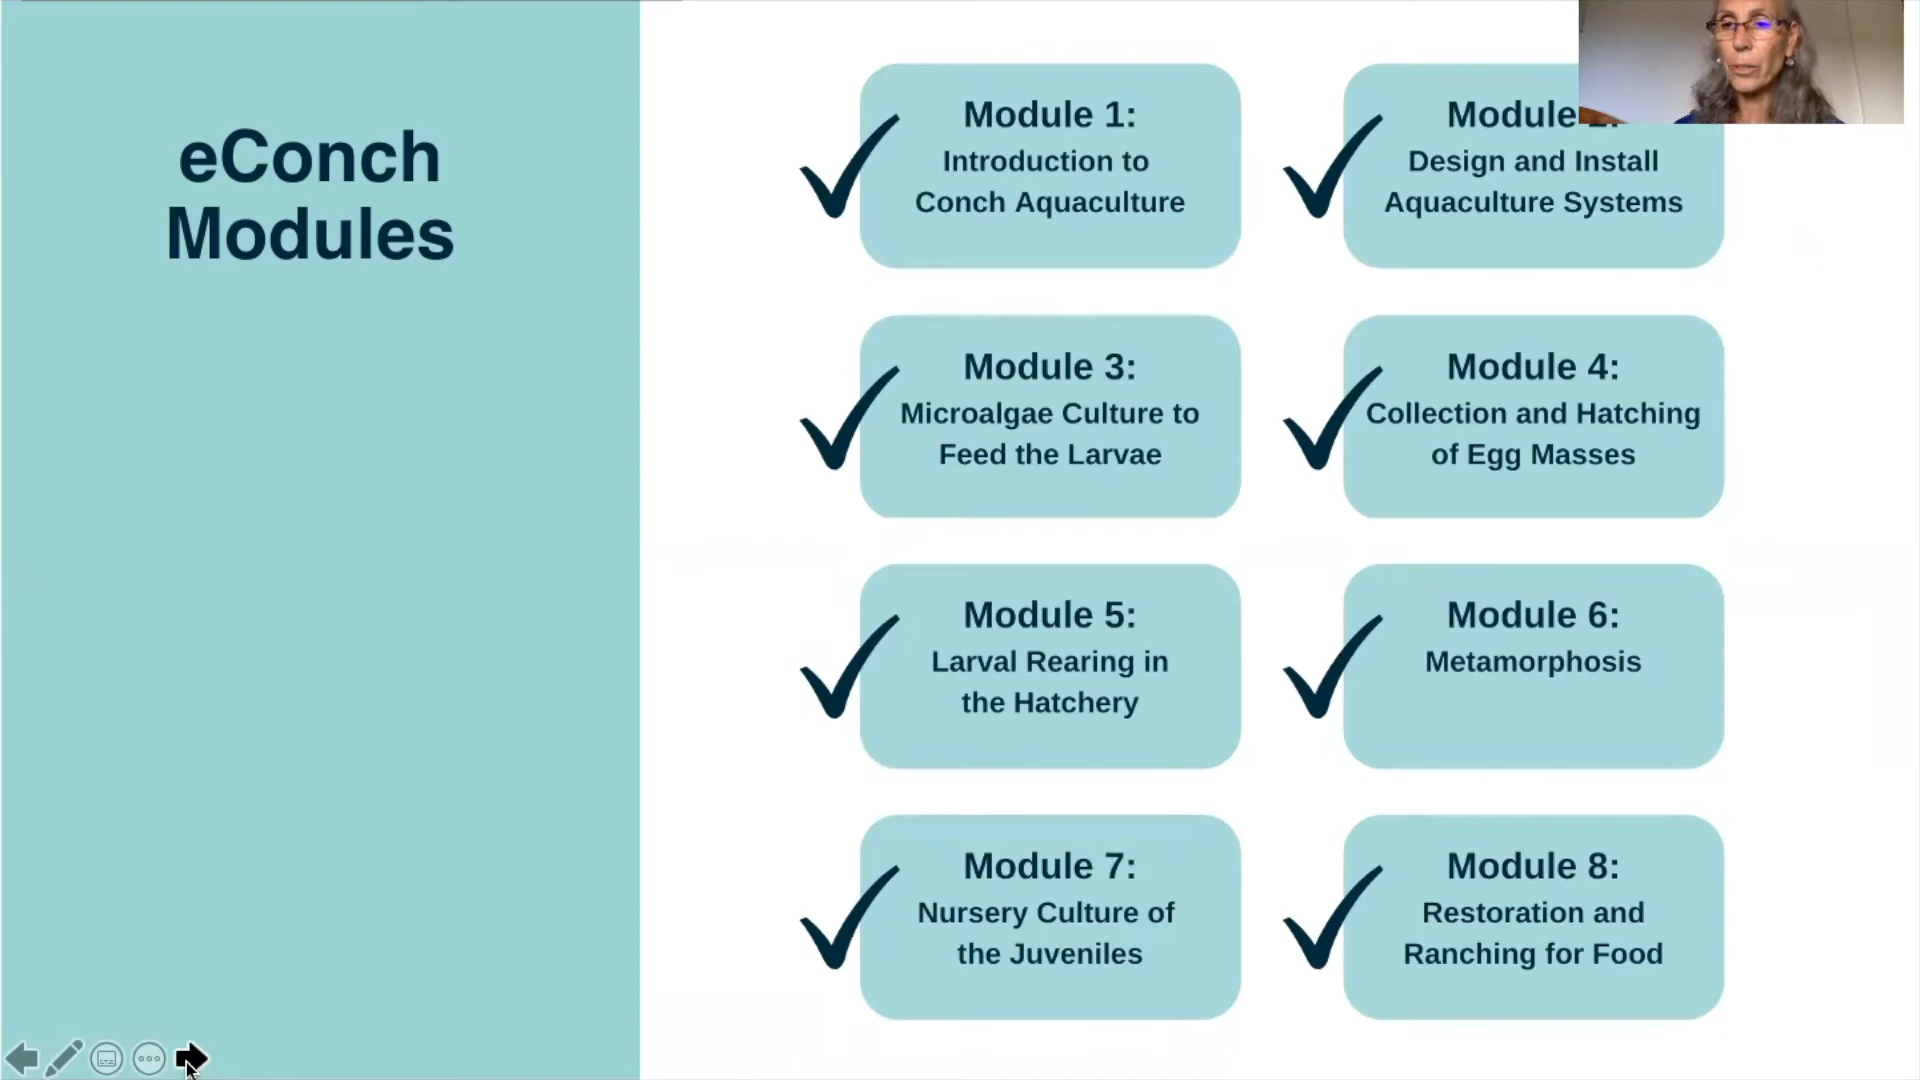 eConch
Modules
Module 1:
Introduction to
Conch Aquaculture
Module
Design and Install
Aquaculture Systems
Module 3:
Microalgae Culture to
Feed the Larvae
Module 4:
Collection and Hatching
of Egg Masses
Module 5:
Larval Rearing in
the Hatchery
Module 6:
Metamorphosis
Module 7:
Nursery Culture of
the Juveniles
Module 8:
Restoration and
Ranching for Food